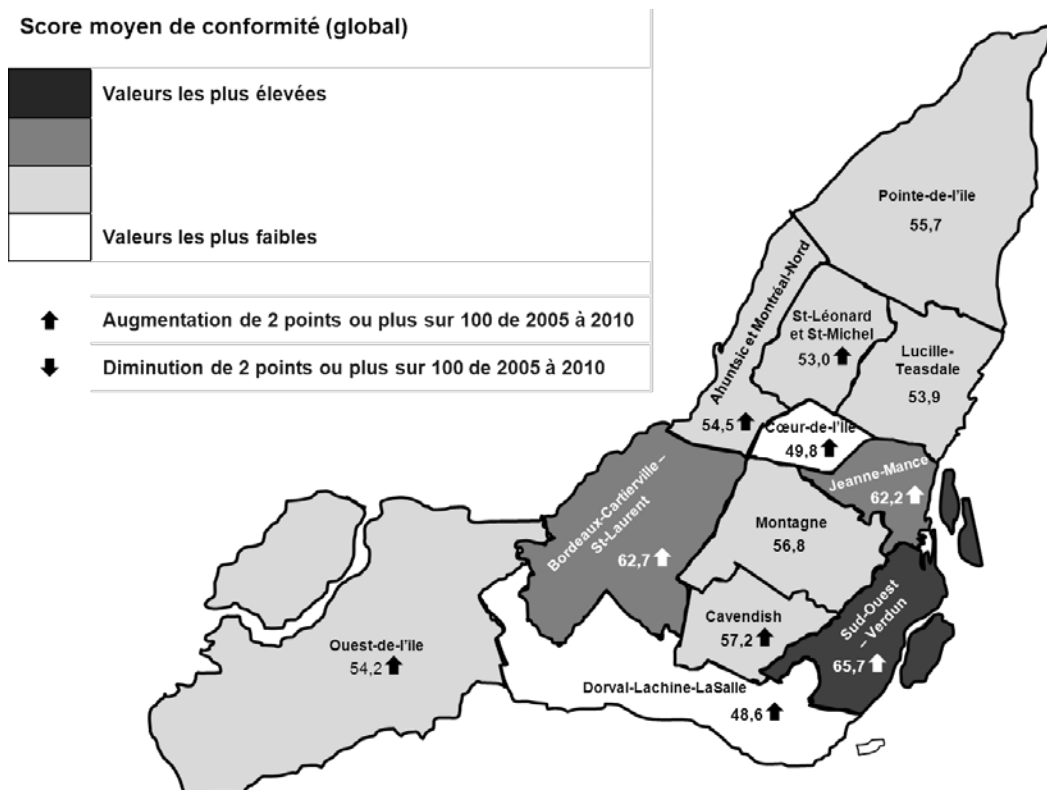 Score moyen de conformité (global)
Valeurs les plus élevées
Valeurs les plus faibles
Augmentation de 2 points ou plus sur 100 de 2005 à 2010
Diminution de 2 points ou plus sur 100 de 2005 à 2010
Pointe-de-l'île
55,7
Ahuntsic et Montréal-Nord
54,5
St-Léonard
et St-Michel
53,0
Lucille-
Teasdale
53,9
Cœur-de-l'île
49,8
Jeanne-Mance
62,2
Bordeaux-Cartierville –
St-Laurent
62,7
Montagne
56,8
Cavendish
57,2
Sud-Ouest
– Verdun
65,7
Ouest-de-l'île
54,2
Dorval-Lachine-LaSalle
48,6